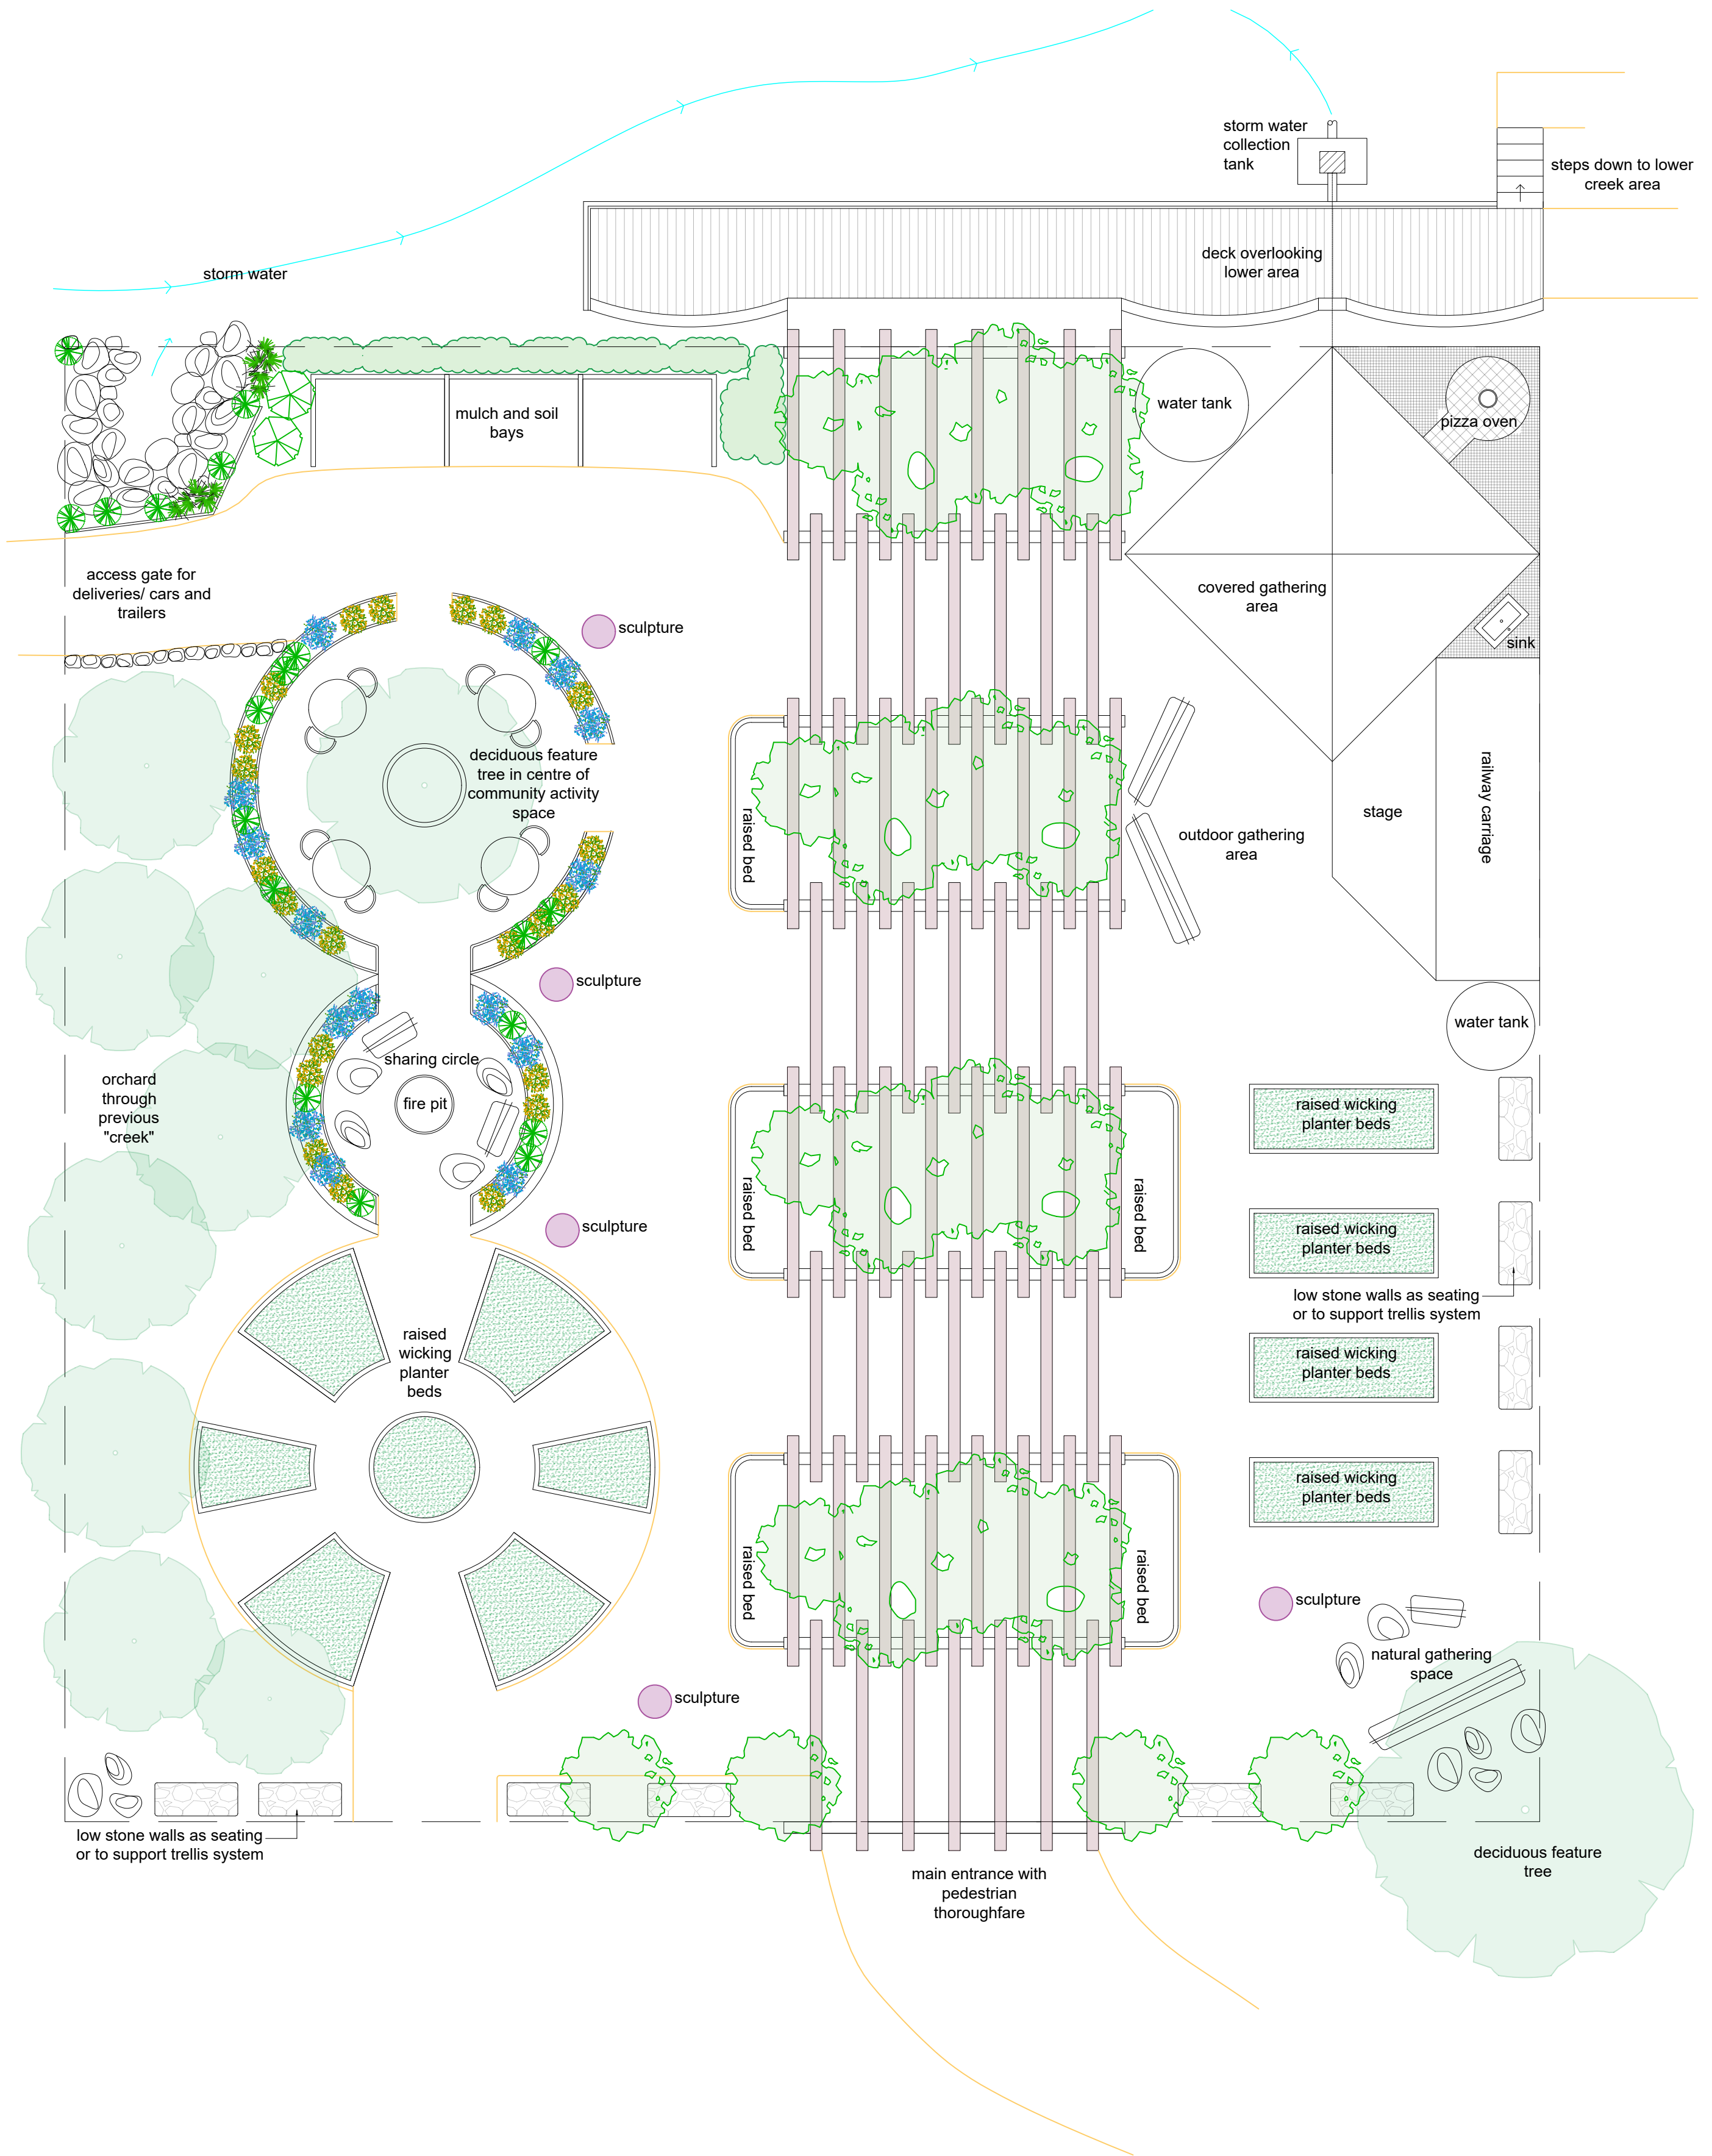 storm water
collection
tank
steps down to lower
creek area
deck overlooking
lower area
storm water
water tank
pizza oven
mulch and soil
bays
access gate for
deliveries/ cars and
trailers
covered gathering
area
sculpture
sink
deciduous feature
tree in centre of
community activity
space
raised bed
outdoor gathering
area
stage
railway carriage
sculpture
water tank
sharing circle
fire pit
orchard
through
previous
"creek"
raised wicking
planter beds
raised bed
raised bed
sculpture
raised wicking
planter beds
low stone walls as seating
or to support trellis system
raised
wicking
planter
beds
raised wicking
planter beds
raised wicking
planter beds
raised bed
raised bed
sculpture
natural gathering
space
sculpture
low stone walls as seating
or to support trellis system
deciduous feature
tree
main entrance with
pedestrian
thoroughfare